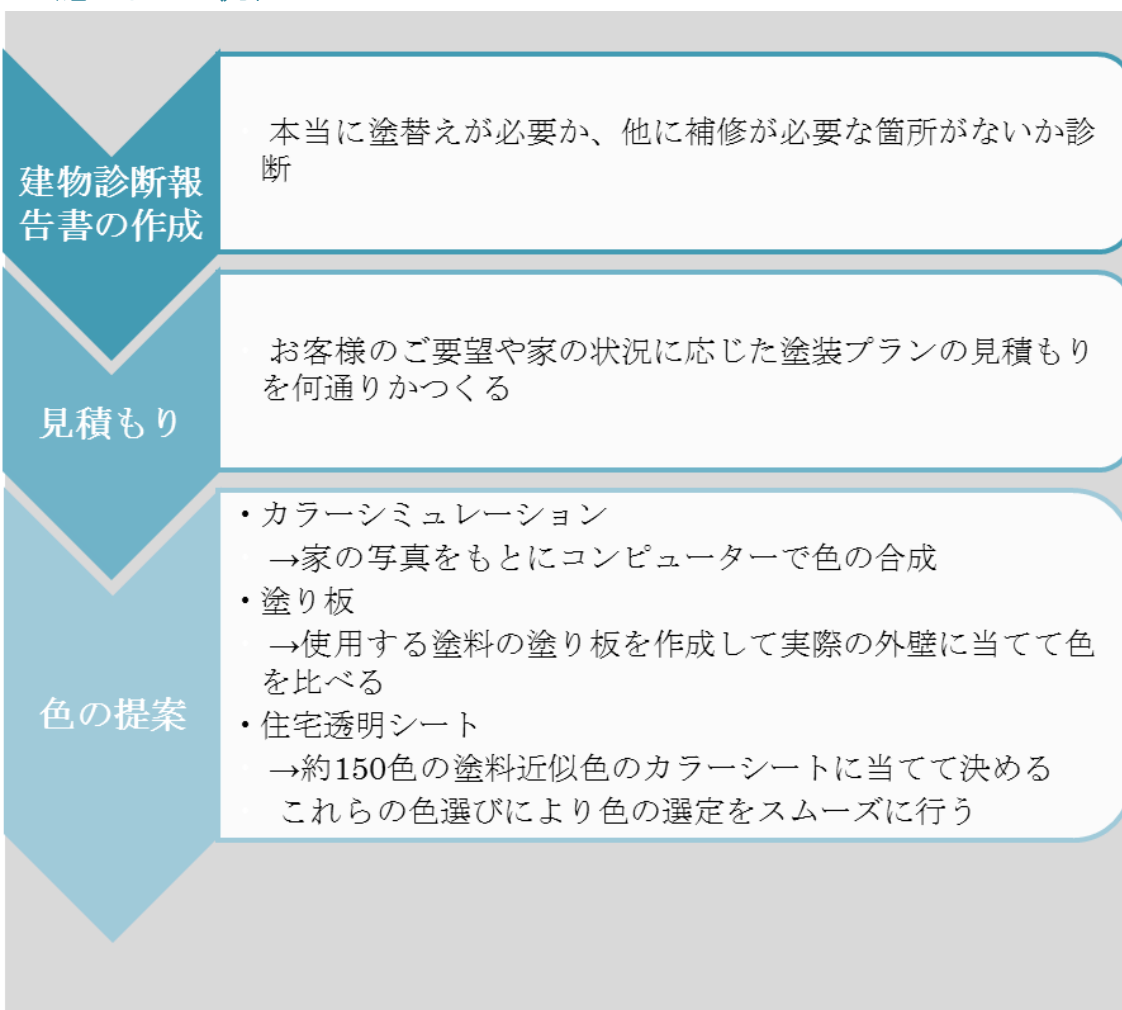 建物診断報
告書の作成
本当に塗替えが必要か、他に補修が必要な箇所がないか診
断
見積もり
お客様のご要望や家の状況に応じた塗装プランの見積もり
を何通りかつくる
色の提案
・カラーシミュレーション
→家の写真をもとにコンピューターで色の合成
・塗り板
→使用する塗料の塗り板を作成して実際の外壁に当てて色
を比べる
・住宅透明シート
→約150色の塗料近似色のカラーシートに当てて決める
これらの色選びにより色の選定をスムーズに行う